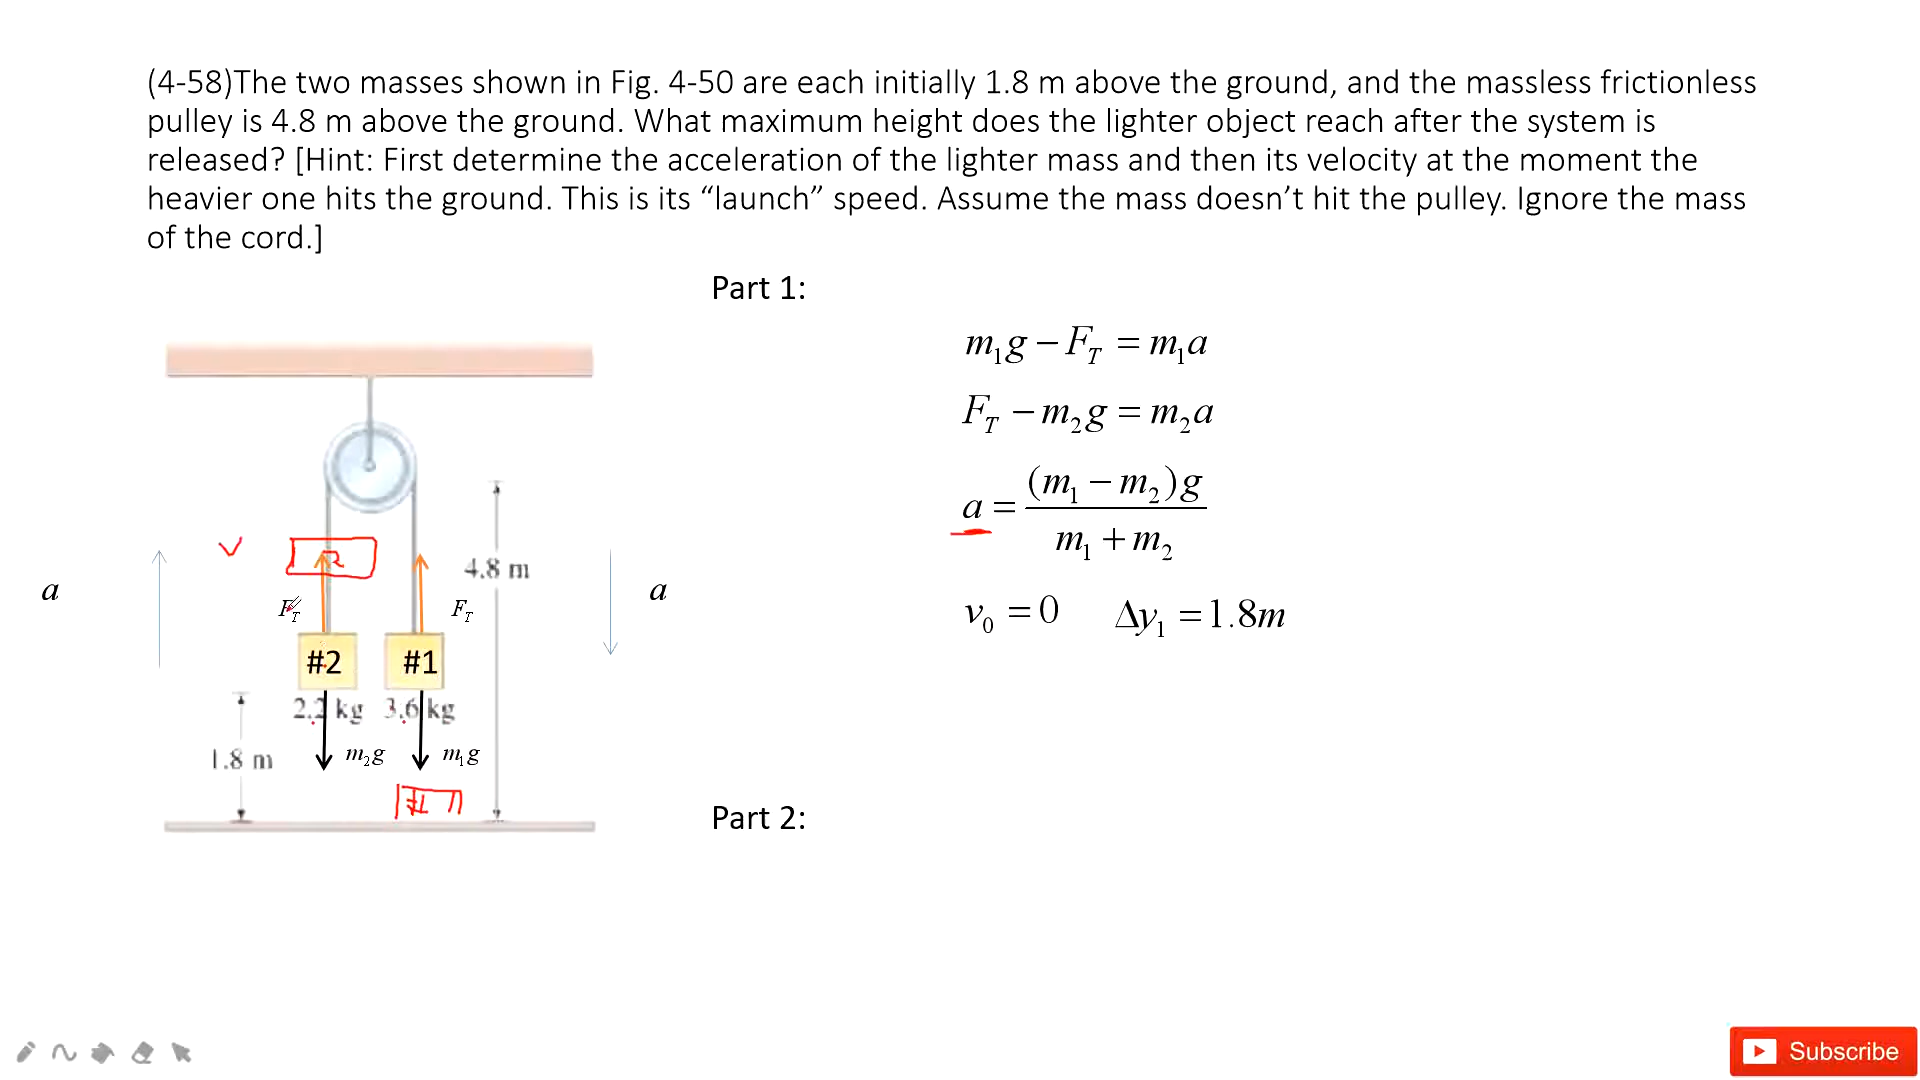 (4-58)The two masses shown in Fig. 4-50 are each initially 1.8 m above the ground, and the massless frictionless
pulley is 4.8 m above the ground. What maximum height does the lighter object reach after the system is
released? [Hint: First determine the acceleration of the lighter mass and then its velocity at the moment the
heavier one hits the ground. This is its “launch” speed. Assume the mass doesn’t hit the pulley. Ignore the mass
of the cord.]
Part 1:
m₁g − F_T = m₁a
F_T − m₂g = m₂a
a = (m₁ − m₂)g / m₁ + m₂
v₀ = 0 Δy₁ = 1.8m
V
4.8 m
a
a
F_T
F_T
#2
#1
2.2 kg
3.6 kg
1.8 m
m₂g
m₁g
Part 2:
Subscribe